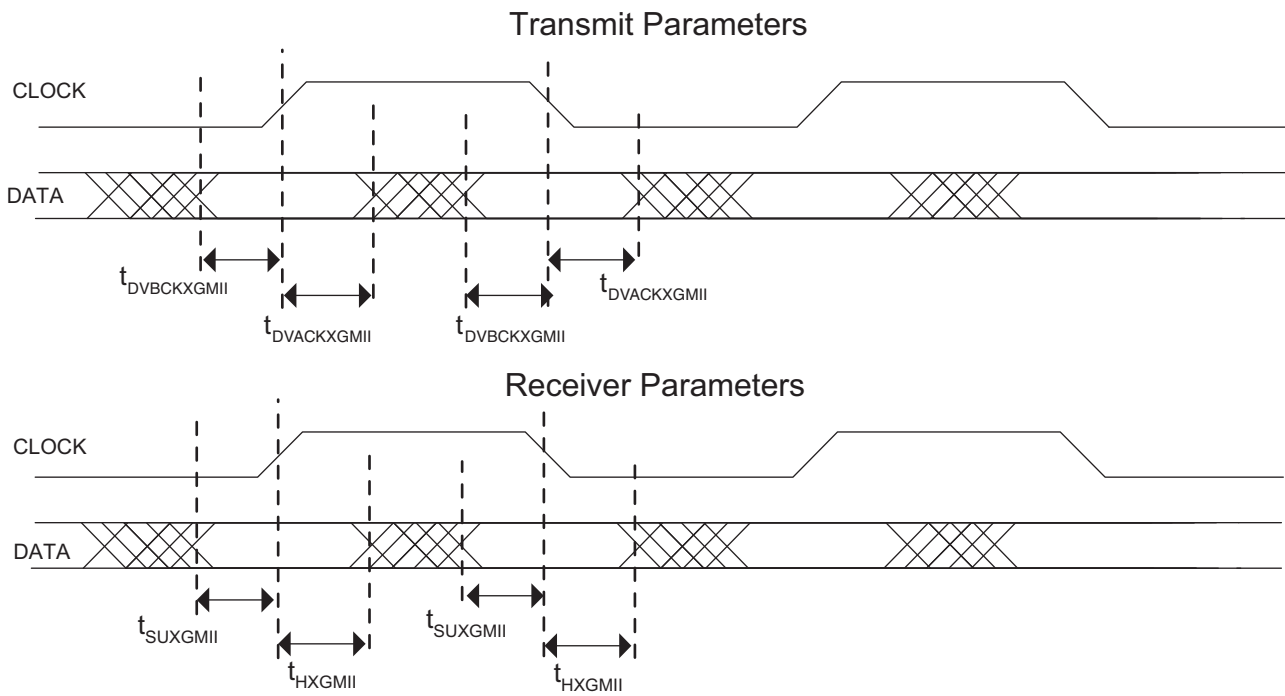 Transmit Parameters
CLOCK
DATA
tDVBCKXGMII
tDVACKXGMII
tDVBCKXGMII
tDVACKXGMII
Receiver Parameters
CLOCK
DATA
tSUXGMII
tHXGMII
tSUXGMII
tHXGMII